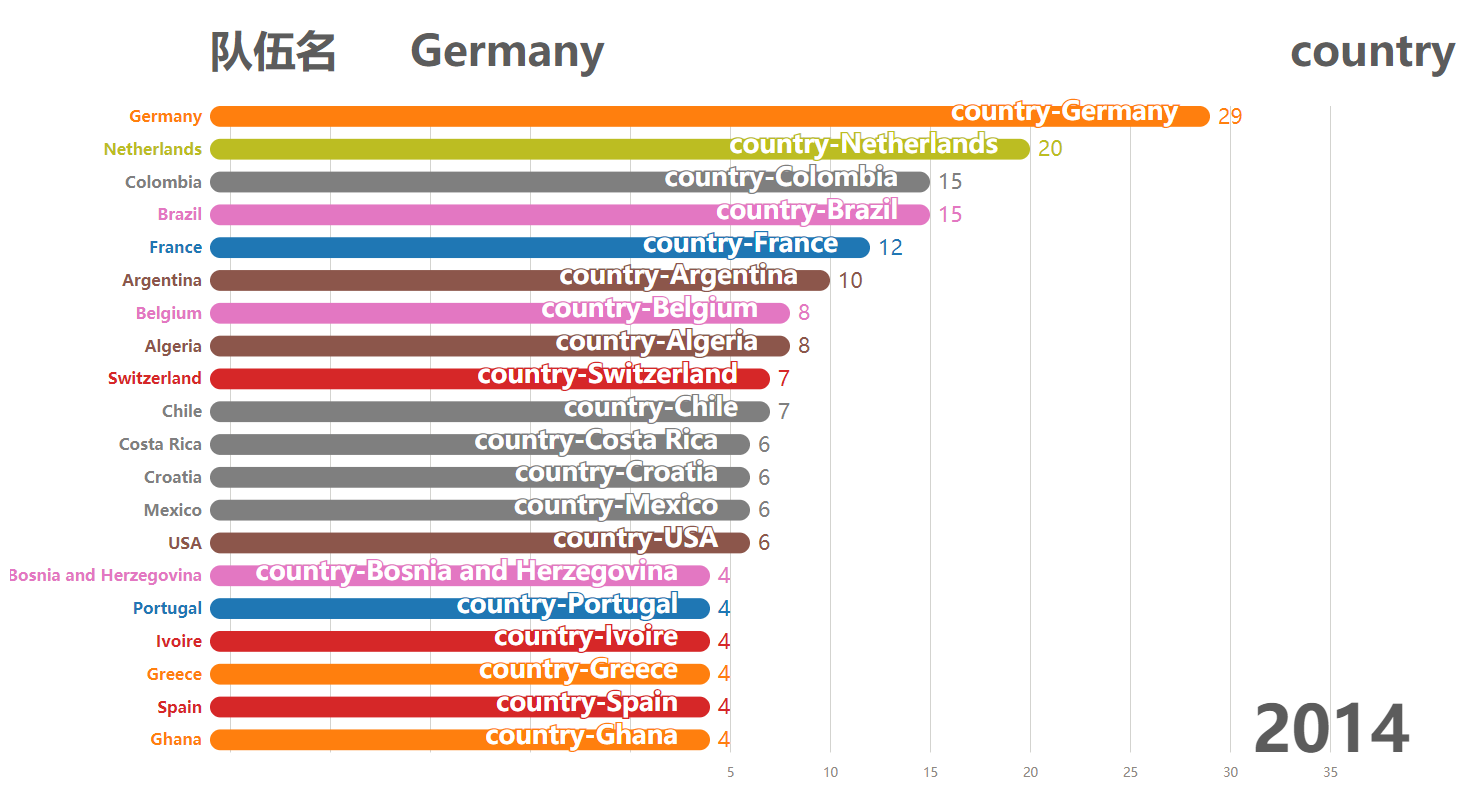 队伍名 Germany country
Germany country-Germany 29
Netherlands country-Netherlands 20
Colombia country-Colombia 15
Brazil country-Brazil 15
France country-France 12
Argentina country-Argentina 10
Belgium country-Belgium 8
Algeria country-Algeria 8
Switzerland country-Switzerland 7
Chile country-Chile 7
Costa Rica country-Costa Rica 6
Croatia country-Croatia 6
Mexico country-Mexico 6
USA country-USA 6
Bosnia and Herzegovina country-Bosnia and Herzegovina 4
Portugal country-Portugal 4
Ivoire country-Ivoire 4
Greece country-Greece 4
Spain country-Spain 4
Ghana country-Ghana 4
2014
5 10 15 20 25 30 35